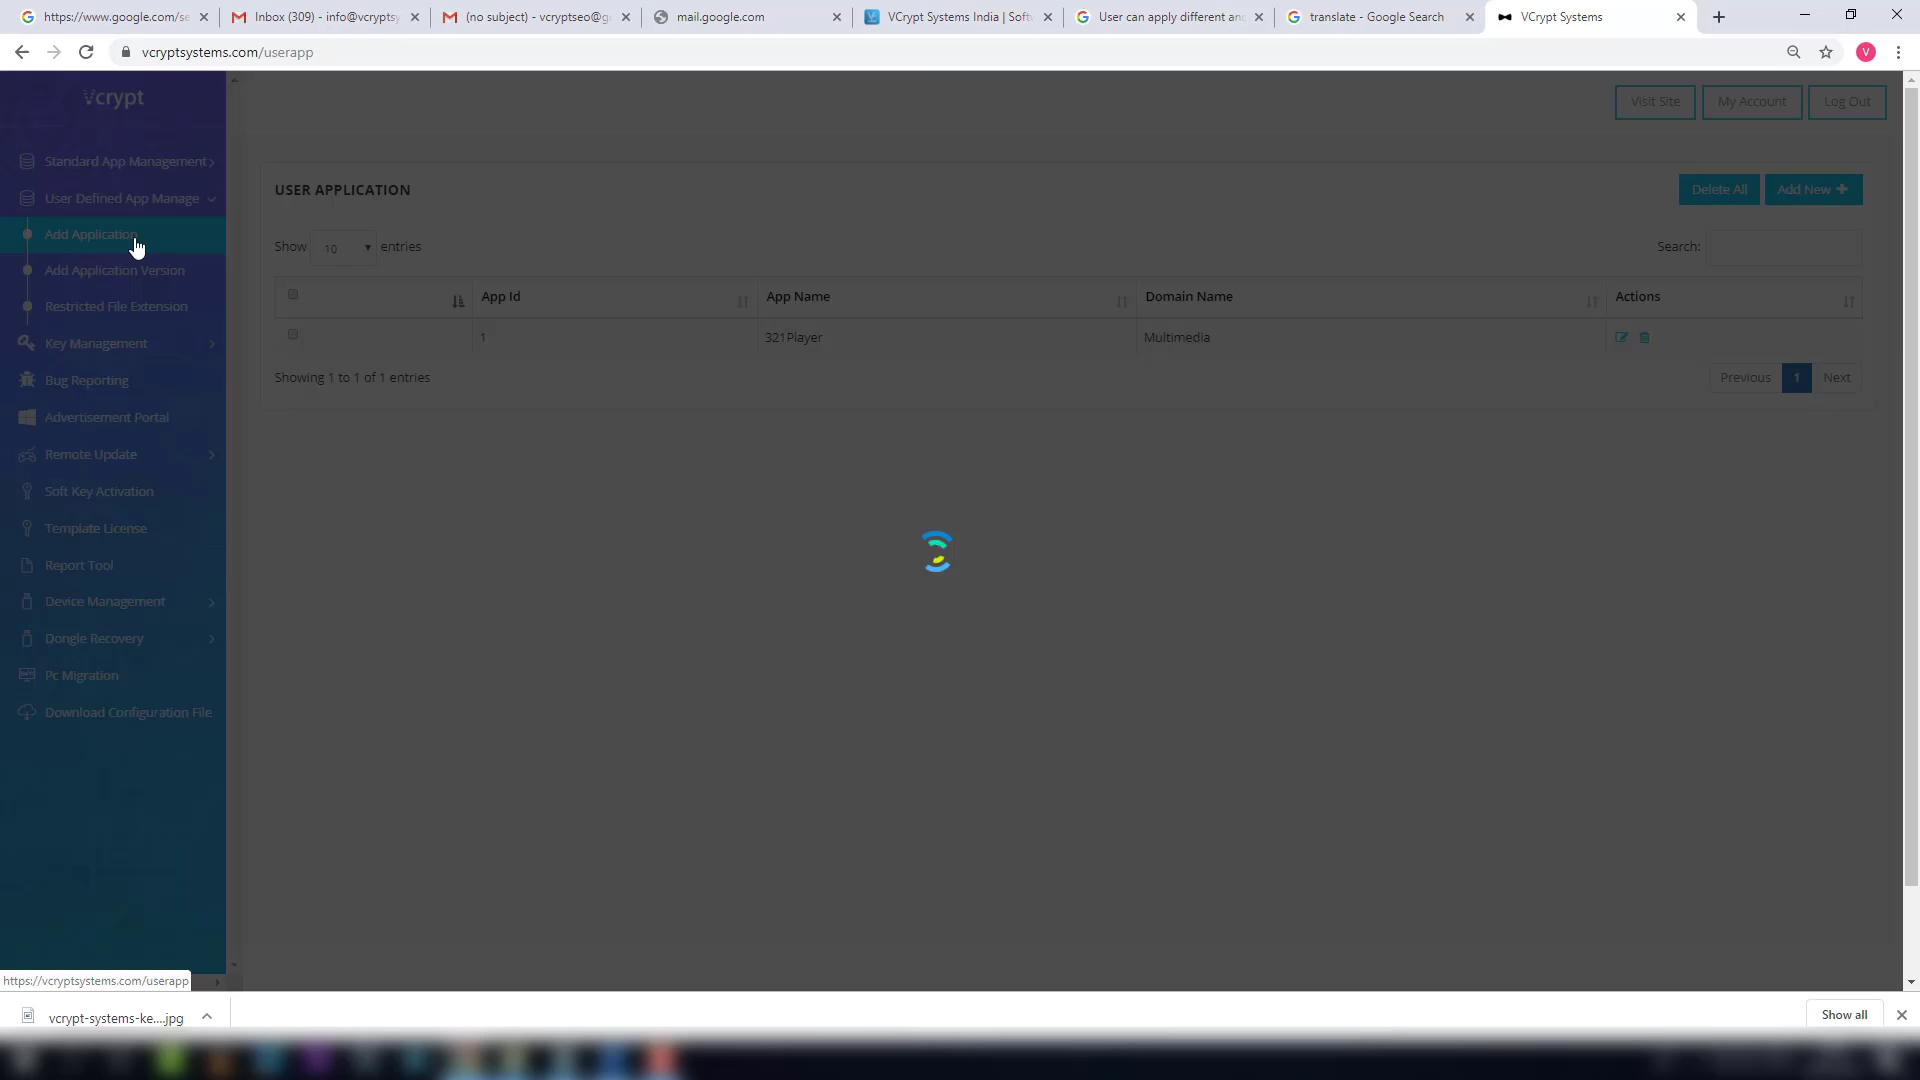 https://www.google.com/se
Inbox (309) - info@vcryptsy
(no subject) - vcryptseo@g
mail.google.com
VCrypt Systems India | Soft
User can apply different an
translate - Google Search
VCrypt Systems
vcryptsystems.com/userapp
V
vcrypt
Visit Site
My Account
Log Out
Standard App Management
User Defined App Manage
Add Application
Add Application Version
Restricted File Extension
Key Management
Bug Reporting
Advertisement Portal
Remote Update
Soft Key Activation
Template License
Report Tool
Device Management
Dongle Recovery
Pc Migration
Download Configuration File
USER APPLICATION
Delete All
Add New
Show 10 entries
Search:
App Id
App Name
Domain Name
Actions
1
321Player
Multimedia
Showing 1 to 1 of 1 entries
Previous
1
Next
https://vcryptsystems.com/userapp
vcrypt-systems-ke....jpg
Show all